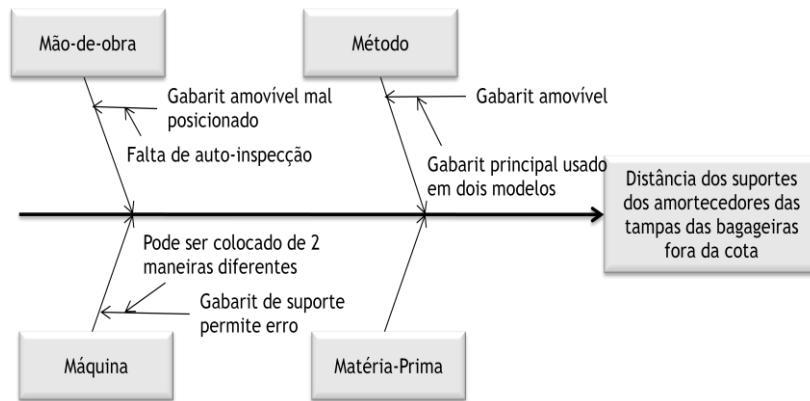 Mão-de-obra
Método
Gabarit amovível mal
posicionado
Gabarit amovível
Falta de auto-inspecção
Gabarit principal usado
em dois modelos
Distância dos suportes
dos amortecedores das
tampas das bagageiras
fora da cota
Pode ser colocado de 2
maneiras diferentes
Gabarit de suporte
permite erro
Máquina
Matéria-Prima